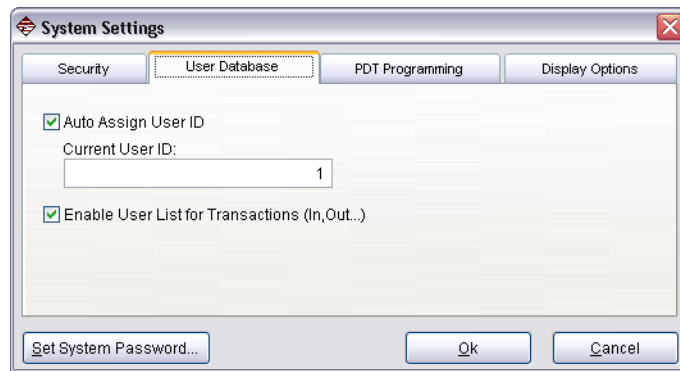 System Settings
Security User Database PDT Programming Display Options
Auto Assign User ID
Current User ID:
1
Enable User List for Transactions (In,Out...)
Set System Password... Ok Cancel